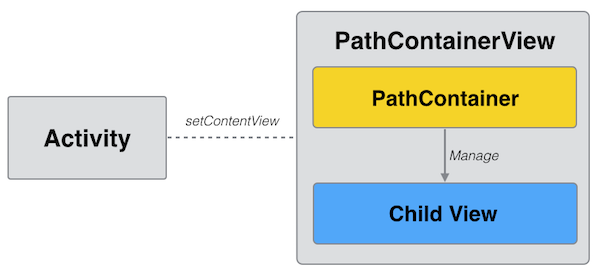 PathContainerView
PathContainer
Activity
setContentView
Manage
Child View